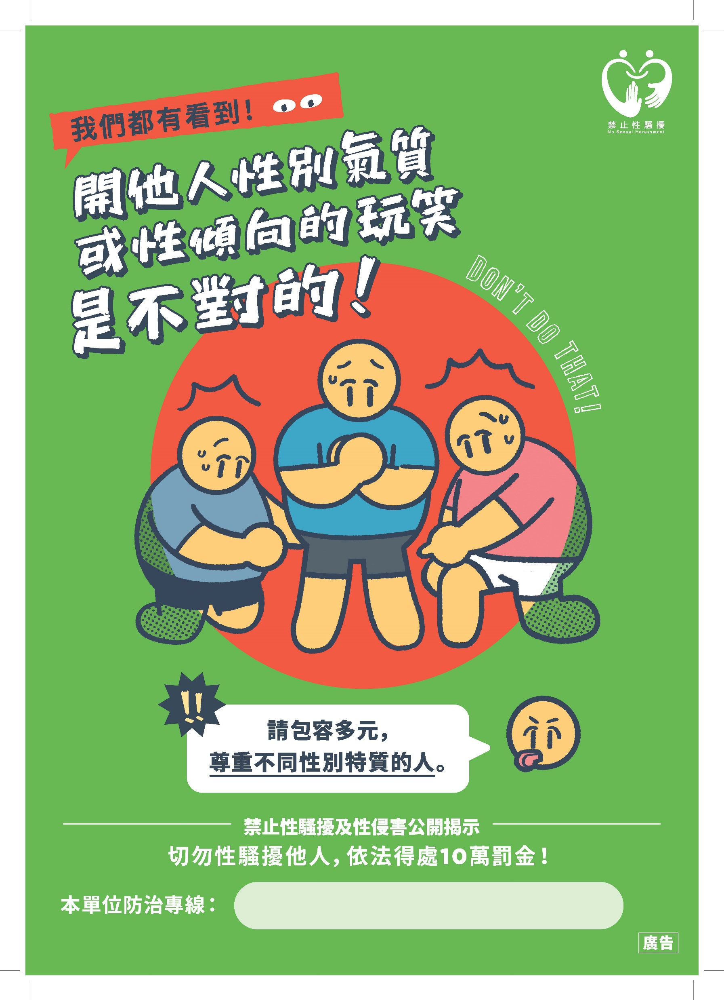 禁止性騷擾
No Sexual Harassment
我們都有看到！
開他人性別氣質
或性傾向的玩笑
是不對的！
DON'T DO THAT!
!!
請包容多元，
尊重不同性別特質的人。
禁止性騷擾及性侵害公開揭示
切勿性騷擾他人，依法得處10萬罰金！
本單位防治專線：
廣告